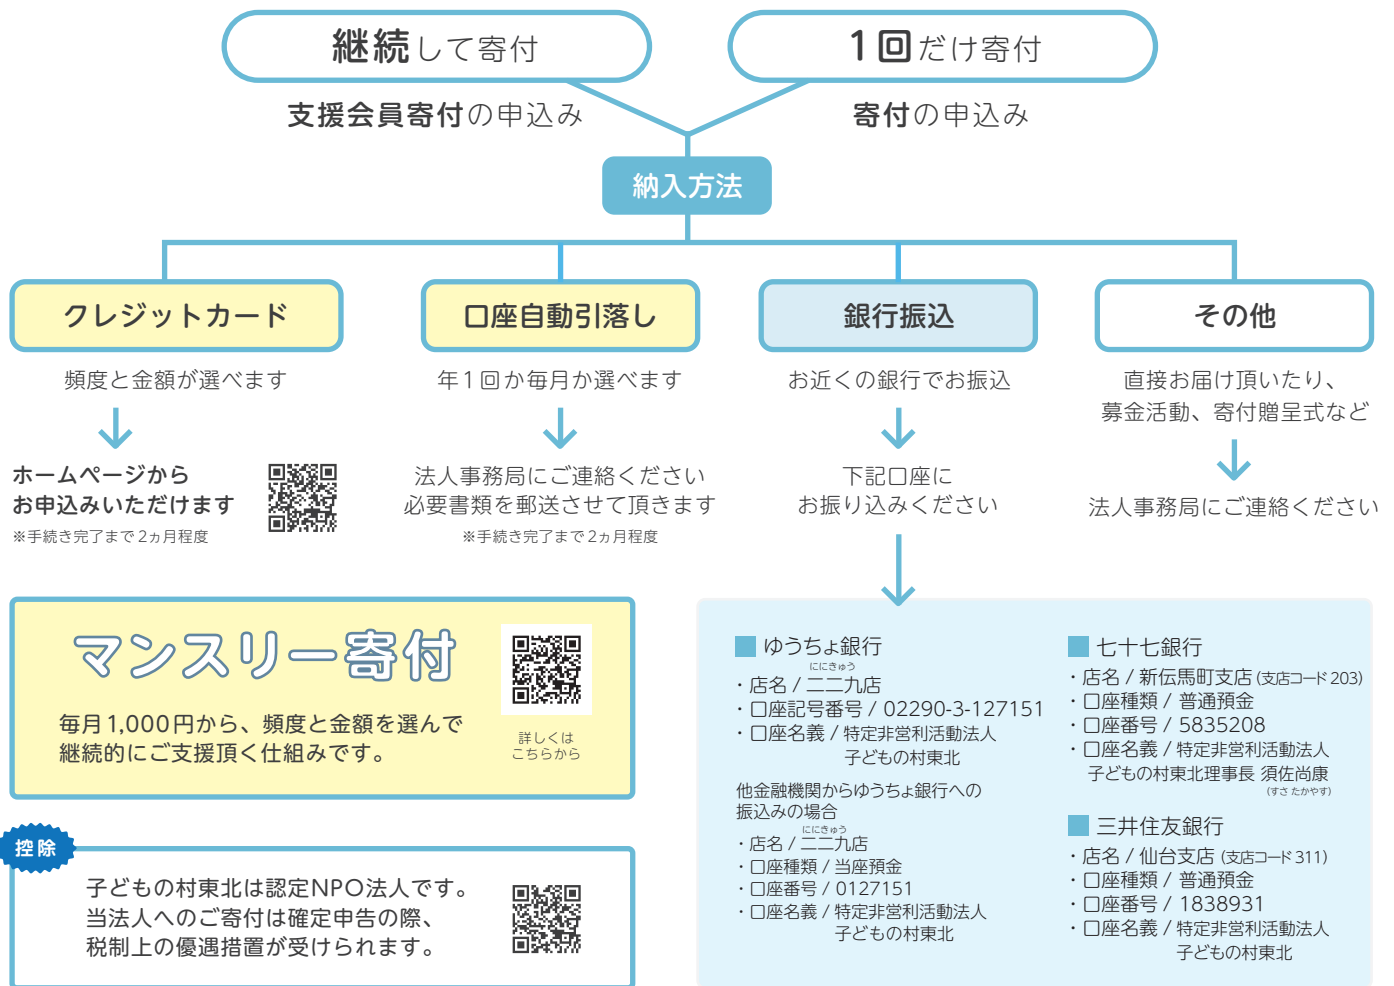 継続して寄付
1回だけ寄付
支援会員寄付の申込み
寄付の申込み
納入方法
クレジットカード
頻度と金額が選べます
ホームページから
お申込みいただけます
※手続き完了まで2ヵ月程度
口座自動引落し
年1回か毎月か選べます
法人事務局にご連絡ください
必要書類を郵送させて頂きます
※手続き完了まで2ヵ月程度
銀行振込
お近くの銀行でお振込
下記口座に
お振り込みください
その他
直接お届け頂いたり、
募金活動、寄付贈呈式など
法人事務局にご連絡ください
マンスリー寄付
毎月1,000円から、頻度と金額を選んで
継続的にご支援頂く仕組みです。
詳しくは
こちらから
控除
子どもの村東北は認定NPO法人です。
当法人へのご寄付は確定申告の際、
税制上の優遇措置が受けられます。
ゆうちょ銀行
ににきゅう
・店名 / 二二九店
・口座記号番号 / 02290-3-127151
・口座名義 / 特定非営利活動法人
子どもの村東北
他金融機関からゆうちょ銀行への
振込みの場合
ににきゅう
・店名 / 二二九店
・口座種類 / 当座預金
・口座番号 / 0127151
・口座名義 / 特定非営利活動法人
子どもの村東北
七十七銀行
・店名 / 新伝馬町支店 (支店コード 203)
・口座種類 / 普通預金
・口座番号 / 5835208
・口座名義 / 特定非営利活動法人
子どもの村東北理事長 須佐尚康
(すさ たかやす)
三井住友銀行
・店名 / 仙台支店 (支店コード 311)
・口座種類 / 普通預金
・口座番号 / 1838931
・口座名義 / 特定非営利活動法人
子どもの村東北